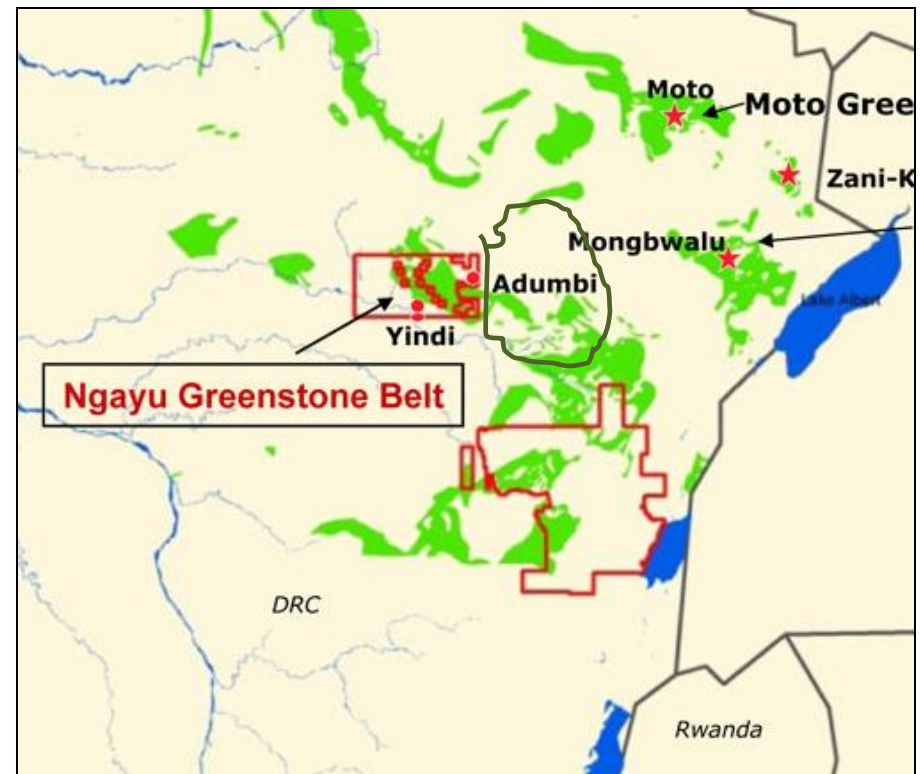 Moto
Moto Gree
Zani-K
Mongbwalu
Adumbi
Lake Albert
Yindi
Ngayu Greenstone Belt
DRC
Rwanda